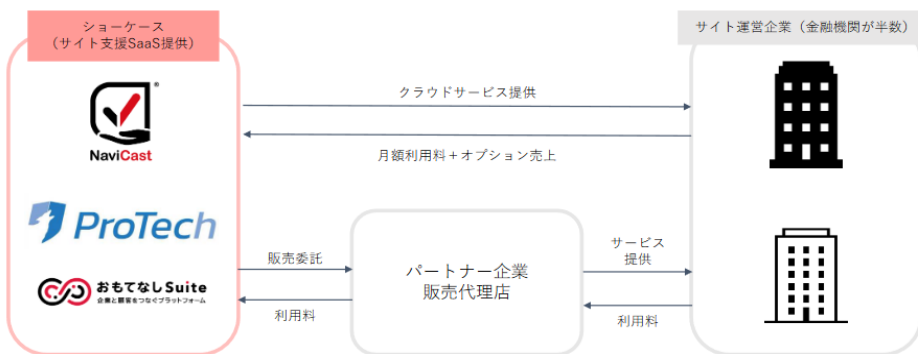 ショーケース
（サイト支援SaaS提供）
サイト運営企業（金融機関が半数）
®
NaviCast
クラウドサービス提供
月額利用料＋オプション売上
ProTech
販売委託
利用料
パートナー企業
販売代理店
サービス
提供
利用料
おもてなしSuite
企業と顧客をつなぐプラットフォーム